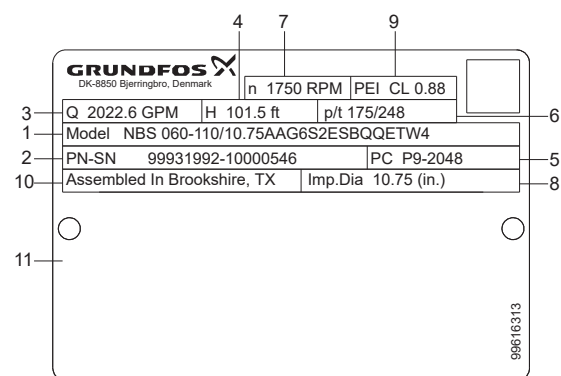 4 7 9
GRUNDFOS X
DK-8850 Bjerringbro, Denmark
n 1750 RPM PEI CL 0.88
3 Q 2022.6 GPM H 101.5 ft p/t 175/248 6
1 Model NBS 060-110/10.75AAG6S2ESBQQETW4
2 PN-SN 99931992-10000546 PC P9-2048 5
10 Assembled In Brookshire, TX Imp.Dia 10.75 (in.) 8
11
99616313